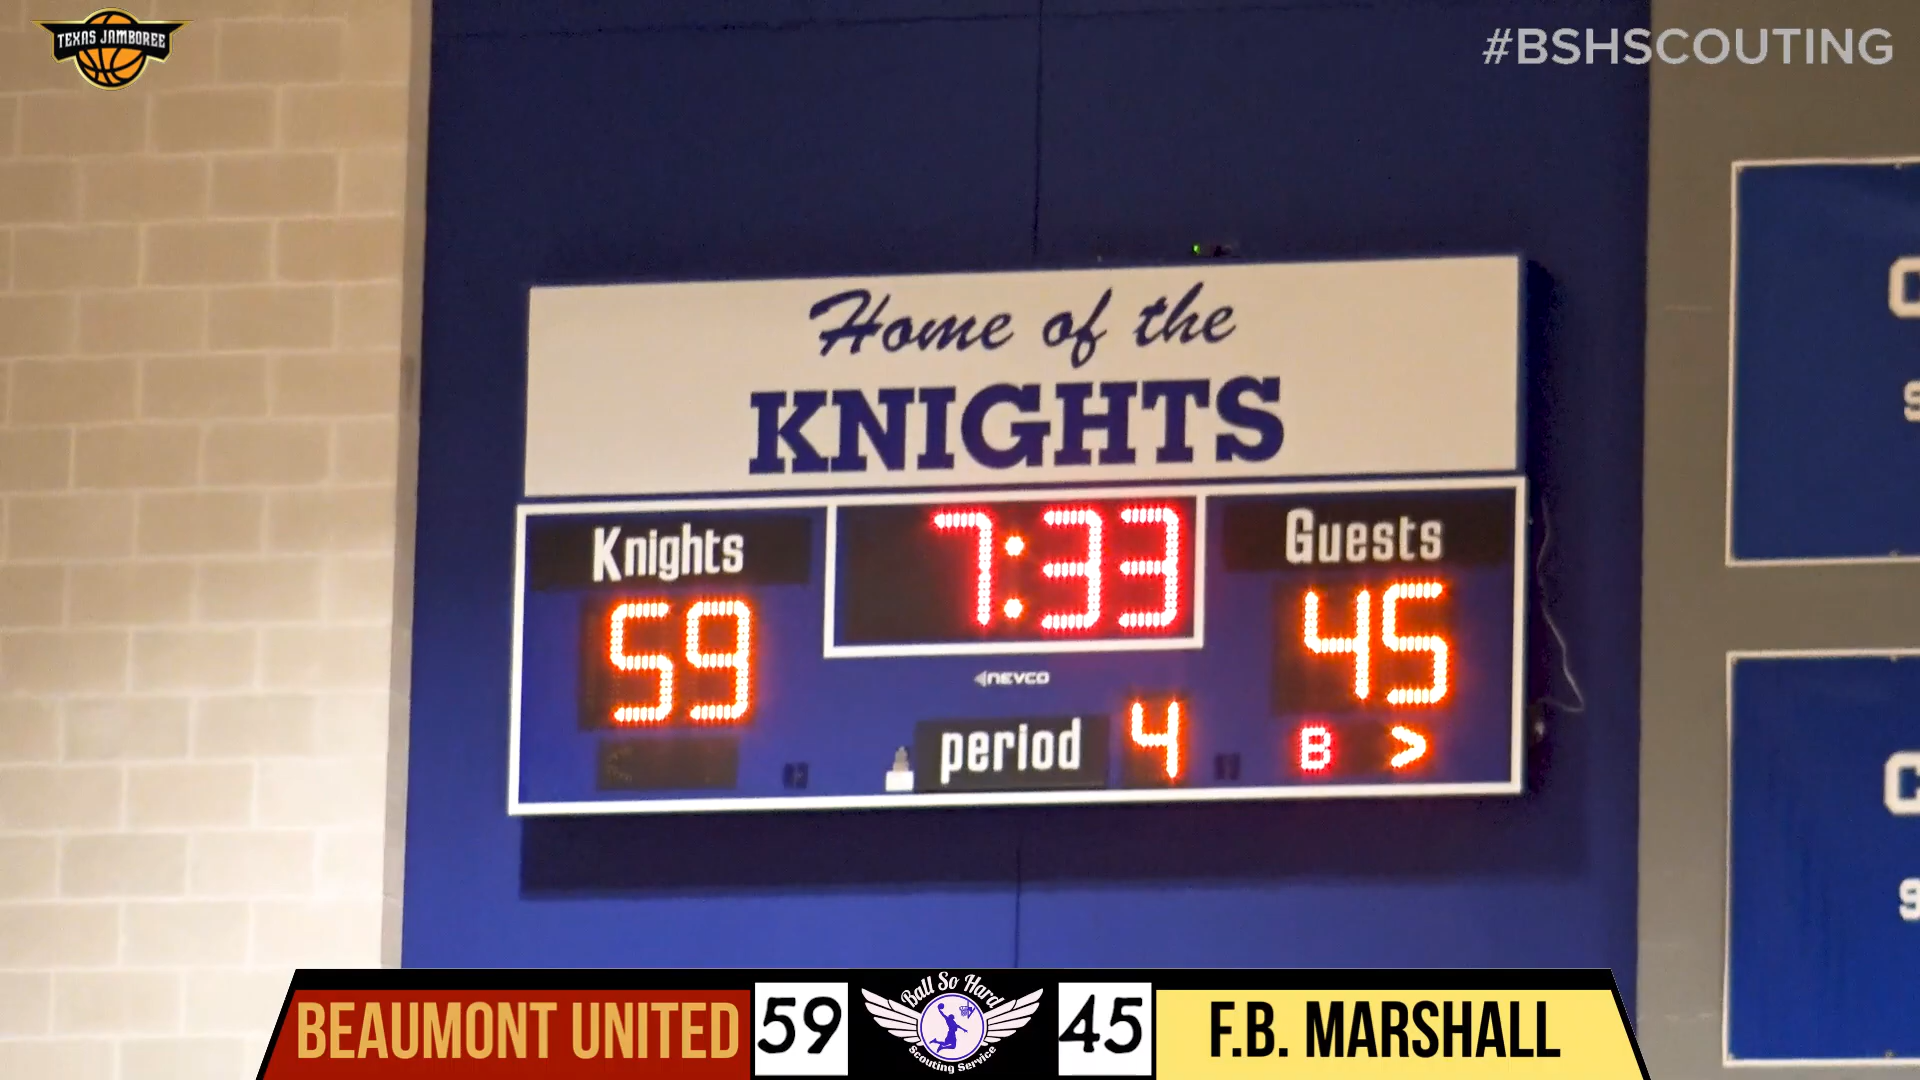 TEXAS JAMBOREE
#BSHSCOUTING
Home of the
KNIGHTS
Knights
7:33
Guests
59
45
NEVCO
period
4
B >
BEAUMONT UNITED
59
Ball So Hard
Scouting Service
45
F.B. MARSHALL